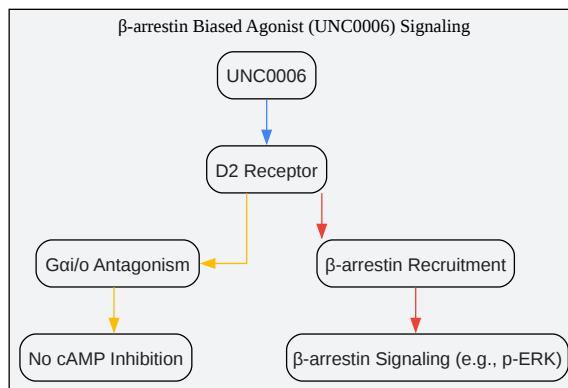 β-arrestin Biased Agonist (UNC0006) Signaling
UNC0006
D2 Receptor
Gαi/o Antagonism
β-arrestin Recruitment
No cAMP Inhibition
β-arrestin Signaling (e.g., p-ERK)